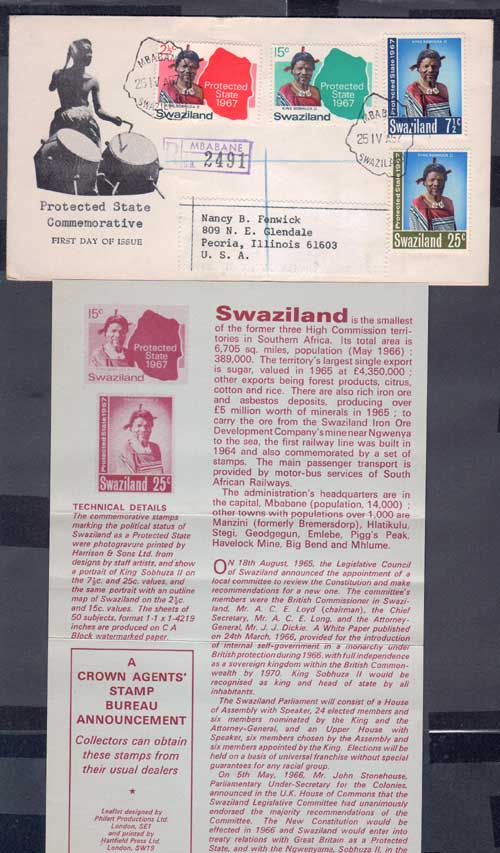 MBABANE
25 IV
SWAZI
2½c
Protected
State
1967
KING SOBHUZA II
Swaziland
15c
Protected
State
1967
KING SOBHUZA II
Swaziland
MBABANE
25 IV
SWAZIL
Protected State 1967
KING SOBHUZA II
Swaziland 7½c
Protected State 1967
KING SOBHUZA II
Swaziland 25c
R
MBABANE
2491
Protected State
Commemorative
FIRST DAY OF ISSUE
Nancy B. Fenwick
809 N. E. Glendale
Peoria, Illinois 61603
U. S. A.
15c
Protected
State
1967
Swaziland
Protected State 1967
Swaziland 25c
TECHNICAL DETAILS
The commemorative stamps
marking the political status of
Swaziland as a Protected State
were photogravure printed by
Harrison & Sons Ltd. from
designs by staff artists, and show
a portrait of King Sobhuza II on
the 7½c. and 25c. values, and
the same portrait with an outline
map of Swaziland on the 2½c.
and 15c. values. The sheets of
50 subjects, format 1·1 x 1·4219
inches are produced on C A
Block watermarked paper.
A
CROWN AGENTS'
STAMP
BUREAU
ANNOUNCEMENT
Collectors can obtain
these stamps from
their usual dealers
Leaflet designed by
Philart Productions Ltd.
London, SE1
and printed by
Hartfield Press Ltd.
London, SW19
Swaziland is the smallest
of the former three High Commission terri-
tories in Southern Africa. Its total area is
6,705 sq. miles, population (May 1966) :
389,000. The territory's largest single export
is sugar, valued in 1965 at £4,350,000 ;
other exports being forest products, citrus,
cotton and rice. There are also rich iron ore
and asbestos deposits, producing over
£5 million worth of minerals in 1965 ; to
carry the ore from the Swaziland Iron Ore
Development Company's mine near Ngwenya
to the sea, the first railway line was built in
1964 and also commemorated by a set of
stamps. The main passenger transport is
provided by motor-bus services of South
African Railways.
The administration's headquarters are in
the capital, Mbabane (population, 14,000) ;
other towns with populations over 1,000 are
Manzini (formerly Bremersdorp), Hlatikulu,
Stegi, Geodgegun, Emlebe, Pigg's Peak,
Havelock Mine, Big Bend and Mhlume.
ON 18th August, 1965, the Legislative Council
of Swaziland announced the appointment of a
local committee to review the Constitution and make
recommendations for a new one. The committee's
members were the British Commissioner in Swazi-
land, Mr. A. C. E. Loyd (chairman), the Chief
Secretary, Mr. A. C. E. Long, and the Attorney-
General, Mr. J. J. Dickie. A White Paper published
on 24th March, 1966, provided for the introduction
of internal self-government in a monarchy under
British protection during 1966, with full independence
as a sovereign kingdom within the British Common-
wealth by 1970. King Sobhuza II would be
recognised as king and head of state by all
inhabitants.
The Swaziland Parliament will consist of a House
of Assembly with Speaker, 24 elected members and
six members nominated by the King and the
Attorney-General, and an Upper House with
Speaker, six members chosen by the Assembly and
six members appointed by the King. Elections will be
held on a basis of universal franchise without special
guarantees for any racial group.
On 5th May, 1966, Mr. John Stonehouse,
Parliamentary Under-Secretary for the Colonies,
announced in the U.K. House of Commons that the
Swaziland Legislative Committee had unanimously
endorsed the majority recommendations of the
Committee. The New Constitution would be
effected in 1966 and Swaziland would enter into
treaty relations with Great Britain as a Protected
State, and with the Ngwenyama, Sobhuza II, in the